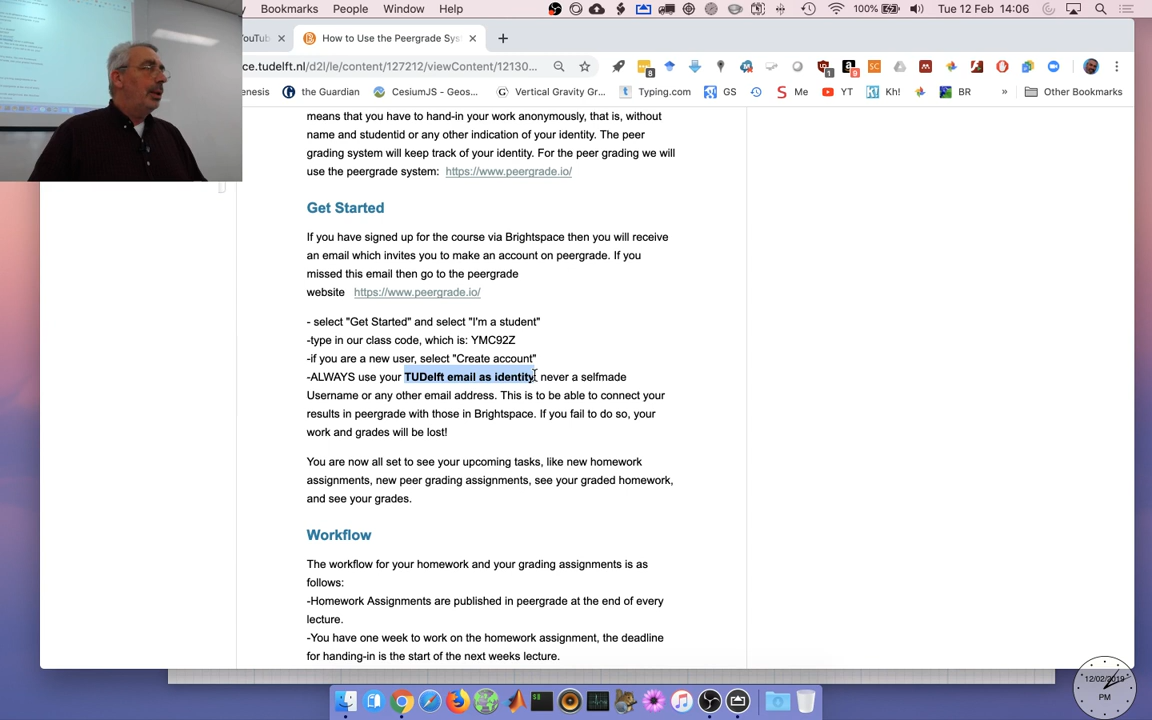 Bookmarks People Window Help 100% Tue 12 Feb 14:06
How to Use the Peergrade Sys
ce.tudelft.nl/d2l/le/content/127212/viewContent/12130...
enesis the Guardian CesiumJS - Geos... Vertical Gravity Gr... Typing.com GS Me YT Kh! BR » Other Bookmarks
means that you have to hand-in your work anonymously, that is, without
name and studentid or any other indication of your identity. The peer
grading system will keep track of your identity. For the peer grading we will
use the peergrade system: https://www.peergrade.io/
Get Started
If you have signed up for the course via Brightspace then you will receive
an email which invites you to make an account on peergrade. If you
missed this email then go to the peergrade
website https://www.peergrade.io/
- select "Get Started" and select "I'm a student"
-type in our class code, which is: YMC92Z
-if you are a new user, select "Create account"
-ALWAYS use your TUDelft email as identity, never a selfmade
Username or any other email address. This is to be able to connect your
results in peergrade with those in Brightspace. If you fail to do so, your
work and grades will be lost!
You are now all set to see your upcoming tasks, like new homework
assignments, new peer grading assignments, see your graded homework,
and see your grades.
Workflow
The workflow for your homework and your grading assignments is as
follows:
-Homework Assignments are published in peergrade at the end of every
lecture.
-You have one week to work on the homework assignment, the deadline
for handing-in is the start of the next weeks lecture.
12/02/2019
PM